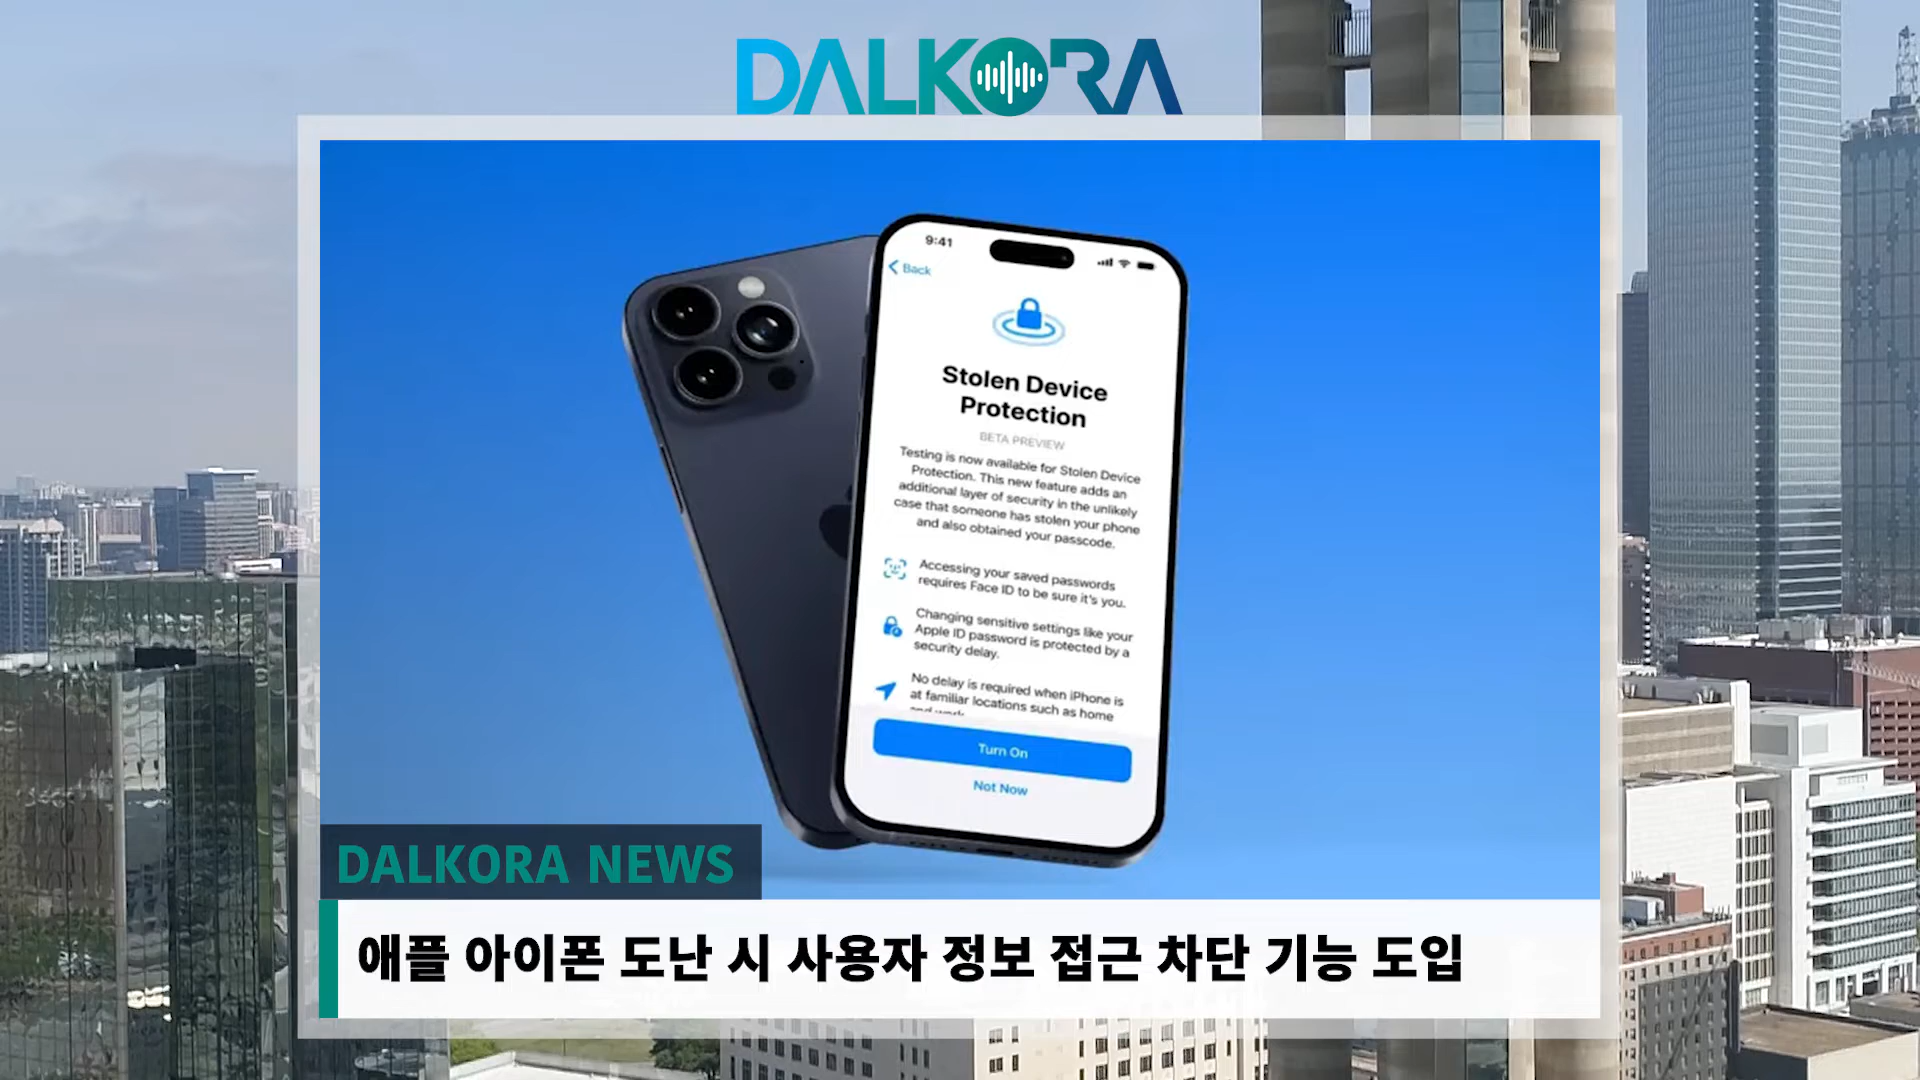 DALKORA
9:41
Back
Stolen Device
Protection
BETA PREVIEW
Testing is now available for Stolen Device
Protection. This new feature adds an
additional layer of security in the unlikely
case that someone has stolen your phone
and also obtained your passcode.
Accessing your saved passwords
requires Face ID to be sure it's you.
Changing sensitive settings like your
Apple ID password is protected by a
security delay.
No delay is required when iPhone is
at familiar locations such as home
and work.
Turn On
Not Now
DALKORA NEWS
애플 아이폰 도난 시 사용자 정보 접근 차단 기능 도입